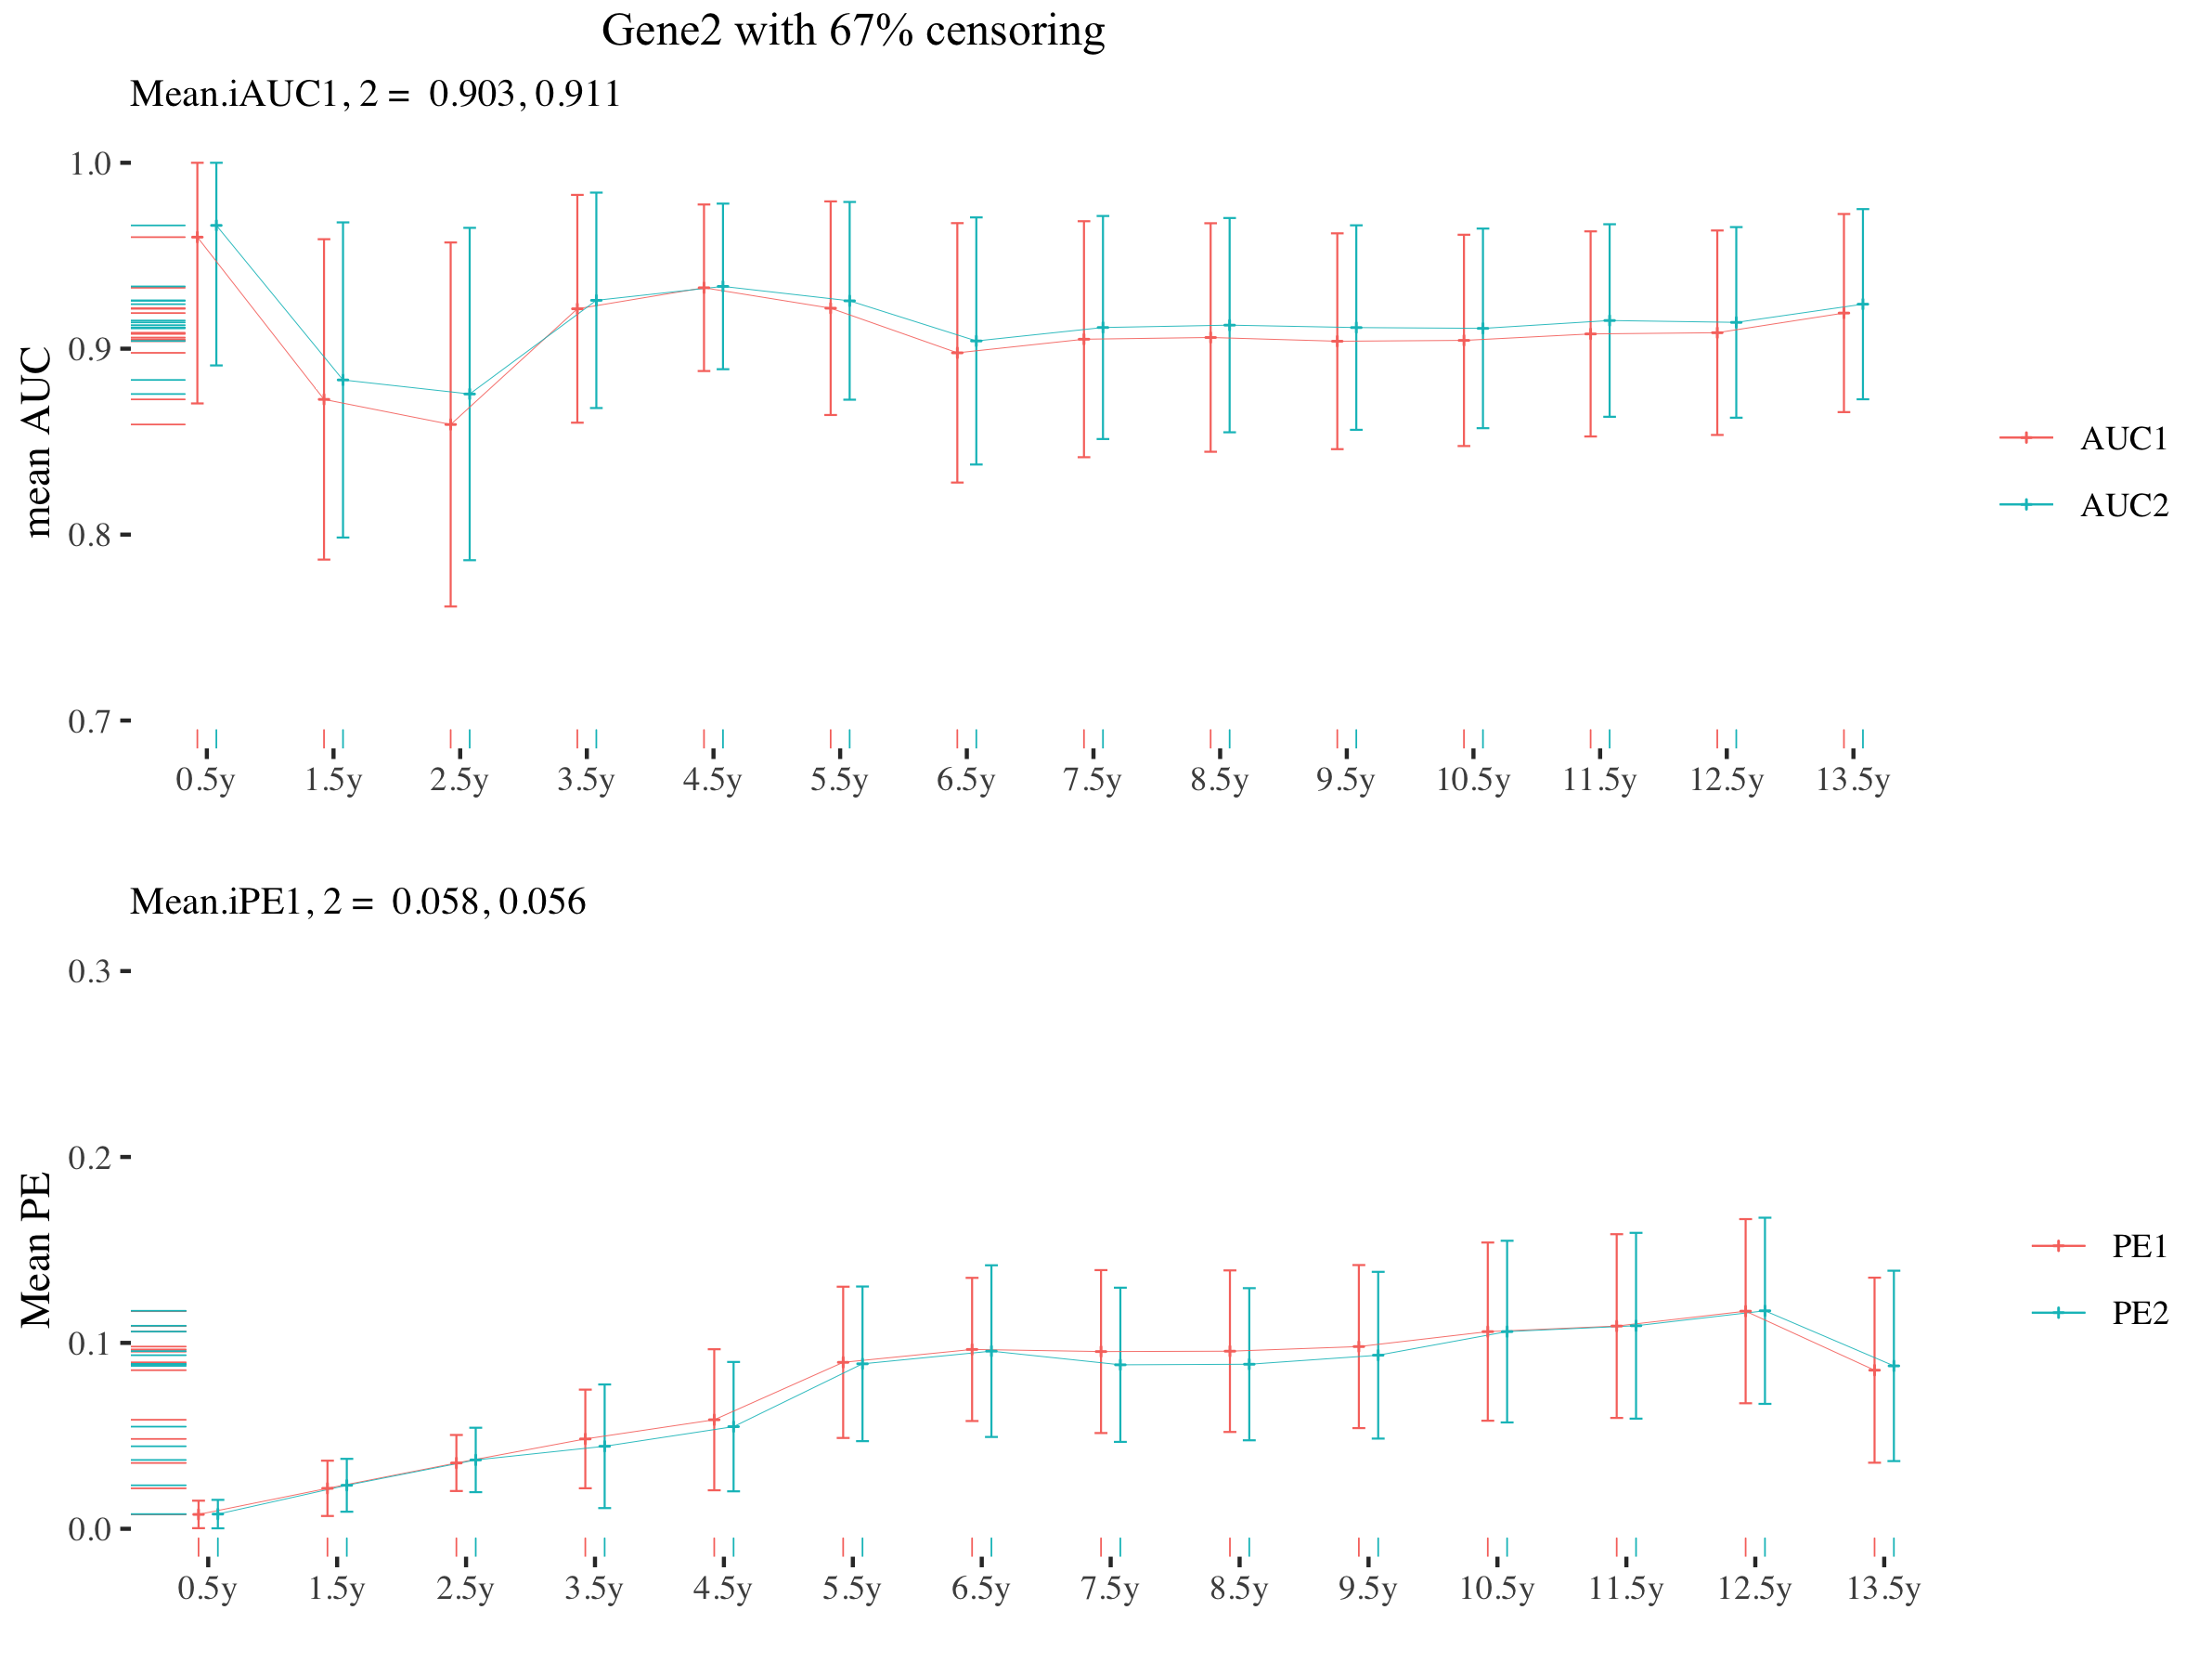 Gene2 with 67% censoring
Mean.iAUC1, 2 = 0.903, 0.911
mean AUC
1.0
0.9
0.8
0.7
0.5y 1.5y 2.5y 3.5y 4.5y 5.5y 6.5y 7.5y 8.5y 9.5y 10.5y 11.5y 12.5y 13.5y
AUC1
AUC2
Mean.iPE1, 2 = 0.058, 0.056
Mean PE
0.3
0.2
0.1
0.0
0.5y 1.5y 2.5y 3.5y 4.5y 5.5y 6.5y 7.5y 8.5y 9.5y 10.5y 11.5y 12.5y 13.5y
PE1
PE2